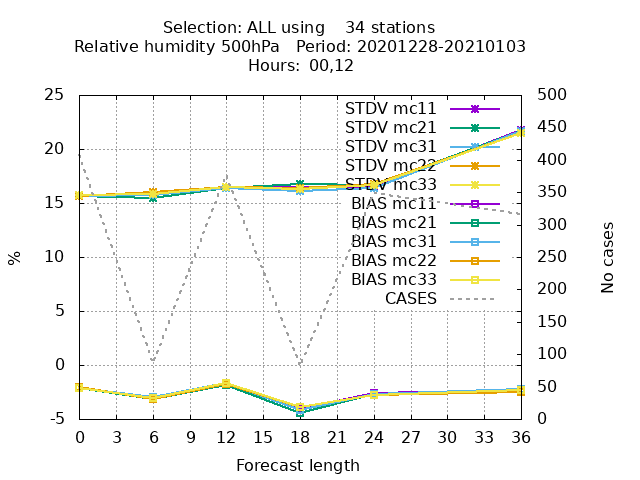 Selection: ALL using 34 stations
Relative humidity 500hPa Period: 20201228-20210103
Hours: 00,12
25
20
15
10
5
0
-5
%
STDV mc11
STDV mc21
STDV mc31
STDV mc22
STDV mc33
BIAS mc11
BIAS mc21
BIAS mc31
BIAS mc22
BIAS mc33
CASES
500
450
400
350
300
250
200
150
100
50
0
No cases
0 3 6 9 12 15 18 21 24 27 30 33 36
Forecast length